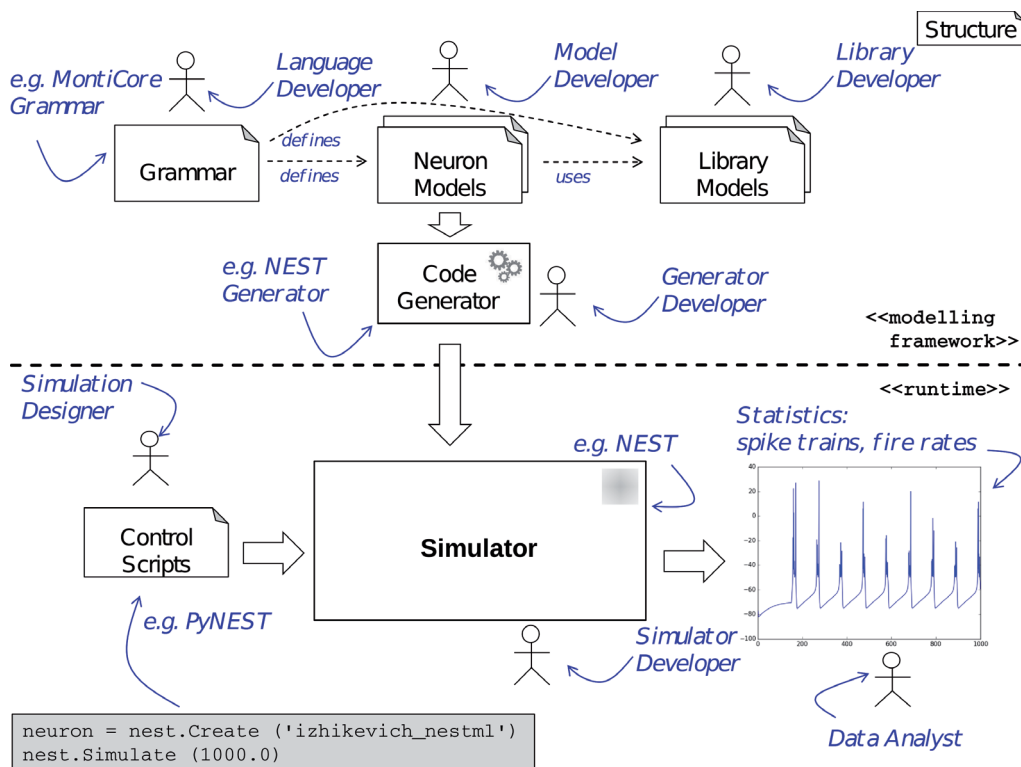 Structure
e.g. MontiCore
Grammar
Language
Developer
Model
Developer
Library
Developer
Grammar
defines
defines
Neuron
Models
uses
Library
Models
e.g. NEST
Generator
Code
Generator
Generator
Developer
<<modelling
framework>>
<<runtime>>
Simulation
Designer
Statistics:
spike trains, fire rates
e.g. NEST
Control
Scripts
Simulator
e.g. PyNEST
Simulator
Developer
40
20
0
−20
−40
−60
−80
−100
0
200
400
600
800
1000
Data Analyst
neuron = nest.Create ('izhikevich_nestml')
nest.Simulate (1000.0)